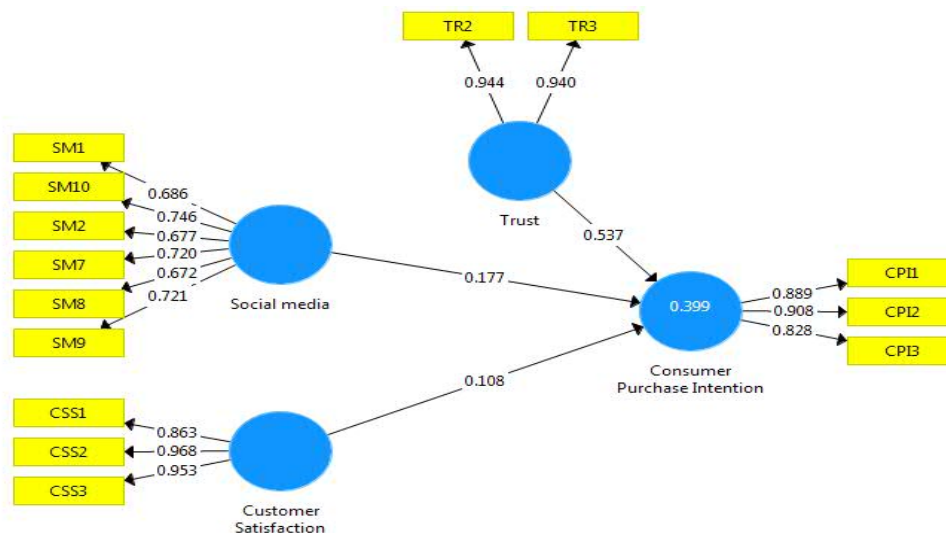 TR2
TR3
0.944
0.940
Trust
0.537
SM1
SM10
SM2
SM7
SM8
SM9
0.686
0.746
0.677
0.720
0.672
0.721
Social media
0.177
CSS1
CSS2
CSS3
0.863
0.968
0.953
Customer
Satisfaction
0.108
0.399
Consumer
Purchase Intention
0.889
0.908
0.828
CPI1
CPI2
CPI3